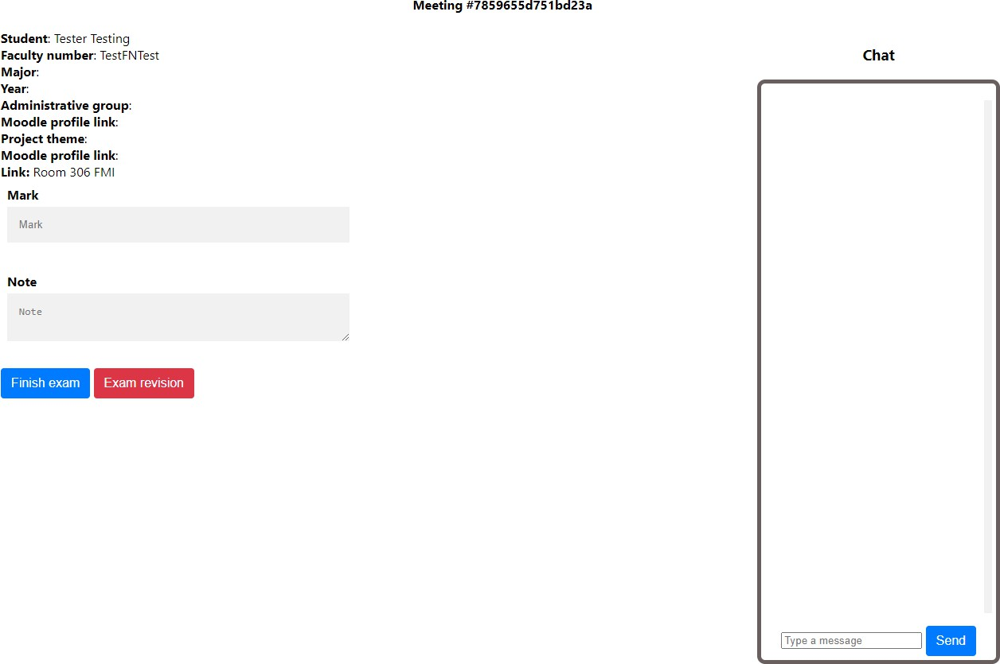 Meeting #7859655d751bd23a
Student: Tester Testing
Faculty number: TestFNTest
Major:
Year:
Administrative group:
Moodle profile link:
Project theme:
Moodle profile link:
Link: Room 306 FMI
Mark
Mark
Note
Note
Finish exam Exam revision
Chat
Type a message Send